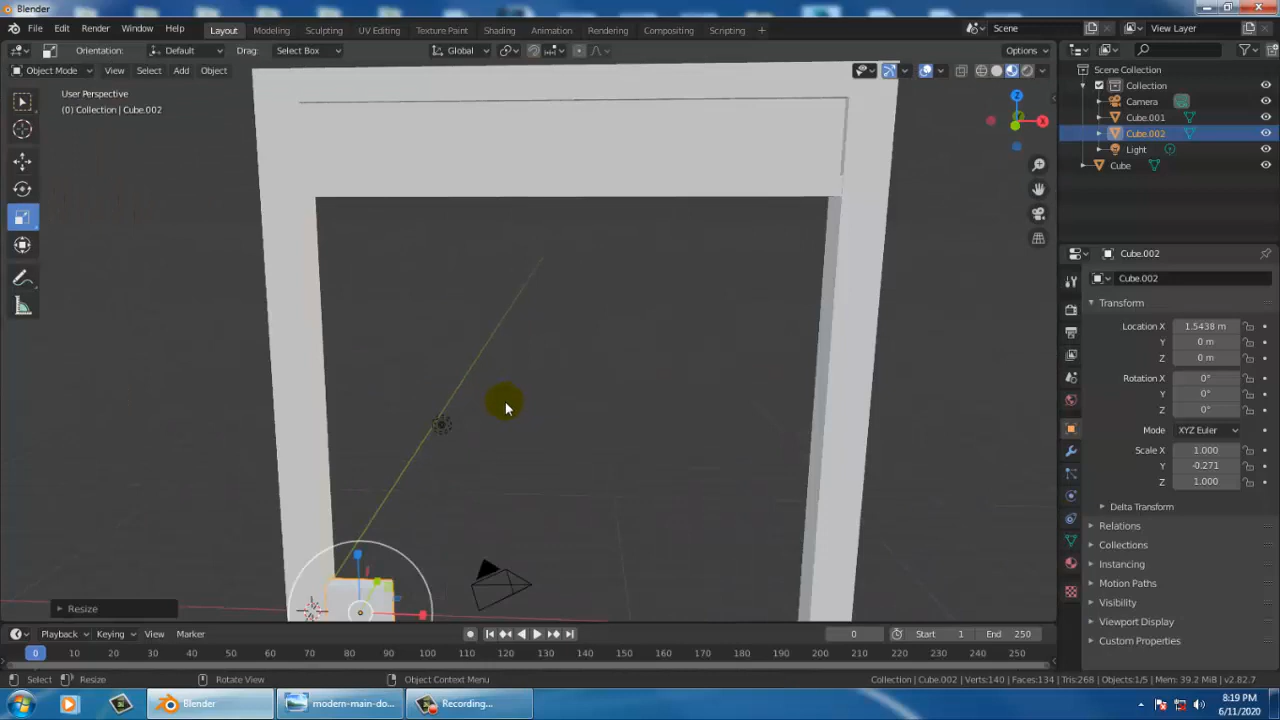 Blender
File Edit Render Window Help Layout Modeling Sculpting UV Editing Texture Paint Shading Animation Rendering Compositing Scripting + Scene View Layer
Orientation: Default Drag: Select Box Global Options
Object Mode View Select Add Object
User Perspective
(0) Collection | Cube.002
Z
X
Scene Collection
Collection
Camera
Cube.001
Cube.002
Light
Cube
Cube.002
Cube.002
Transform
Location X 1.5438 m
Y 0 m
Z 0 m
Rotation X 0°
Y 0°
Z 0°
Mode XYZ Euler
Scale X 1.000
Y -0.271
Z 1.000
Delta Transform
Relations
Collections
Instancing
Motion Paths
Visibility
Viewport Display
Custom Properties
Resize
Playback Keying View Marker 0 Start 1 End 250
0 10 20 30 40 50 60 70 80 90 100 110 120 130 140 150 160 170 180 190 200 210 220 230 240 250
Select Resize Rotate View Object Context Menu Collection | Cube.002 | Verts:140 | Faces:134 | Tris:268 | Objects:1/5 | Mem: 39.2 MiB | v2.82.7
Blender modern-main-do... Recording... 8:19 PM
6/11/2020